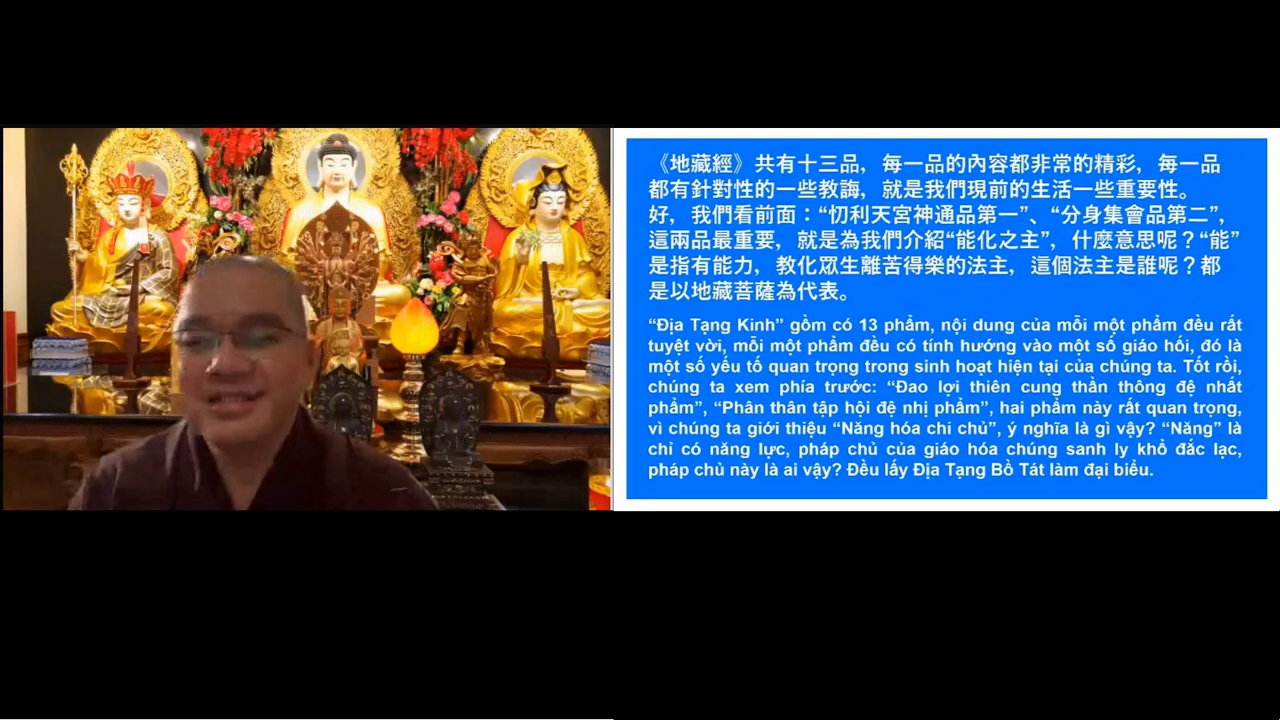 《地藏經》共有十三品，每一品的內容都非常的精彩，每一品
都有針對性的一些教誨，就是我們現前的生活一些重要性。
好，我們看前面：“忉利天宮神通品第一”、“分身集會品第二”，
這兩品最重要，就是為我們介紹“能化之主”，什麼意思呢？“能”
是指有能力，教化眾生離苦得樂的法主，這個法主是誰呢？都
是以地藏菩薩為代表。
“Địa Tạng Kinh” gồm có 13 phẩm, nội dung của mỗi một phẩm đều rất
tuyệt vời, mỗi một phẩm đều có tính hướng vào một số giáo hối, đó là
một số yếu tố quan trọng trong sinh hoạt hiện tại của chúng ta. Tốt rồi,
chúng ta xem phía trước: “Đao lợi thiên cung thần thông đệ nhất
phẩm”, “Phân thân tập hội đệ nhị phẩm”, hai phẩm này rất quan trọng,
vì chúng ta giới thiệu “Năng hóa chi chủ”, ý nghĩa là gì vậy? “Năng” là
chỉ có năng lực, pháp chủ của giáo hóa chúng sanh ly khổ đắc lạc,
pháp chủ này là ai vậy? Đều lấy Địa Tạng Bồ Tát làm đại biểu.